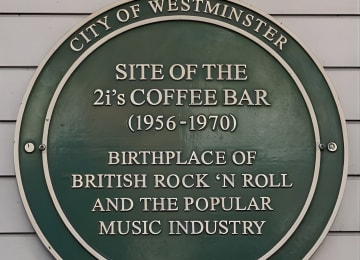 CITY OF WESTMINSTER
SITE OF THE
2i's COFFEE BAR
(1956-1970)
BIRTHPLACE OF
BRITISH ROCK 'N ROLL
AND THE POPULAR
MUSIC INDUSTRY